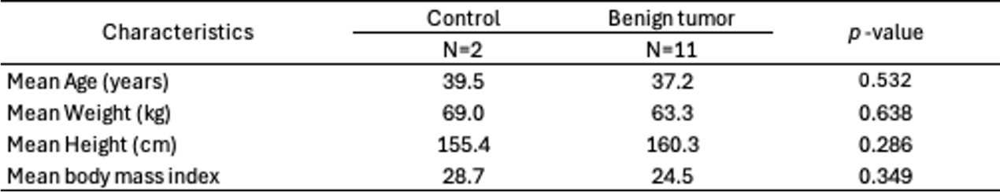 Characteristics Control Benign tumor p-value
N=2 N=11
Mean Age (years) 39.5 37.2 0.532
Mean Weight (kg) 69.0 63.3 0.638
Mean Height (cm) 155.4 160.3 0.286
Mean body mass index 28.7 24.5 0.349